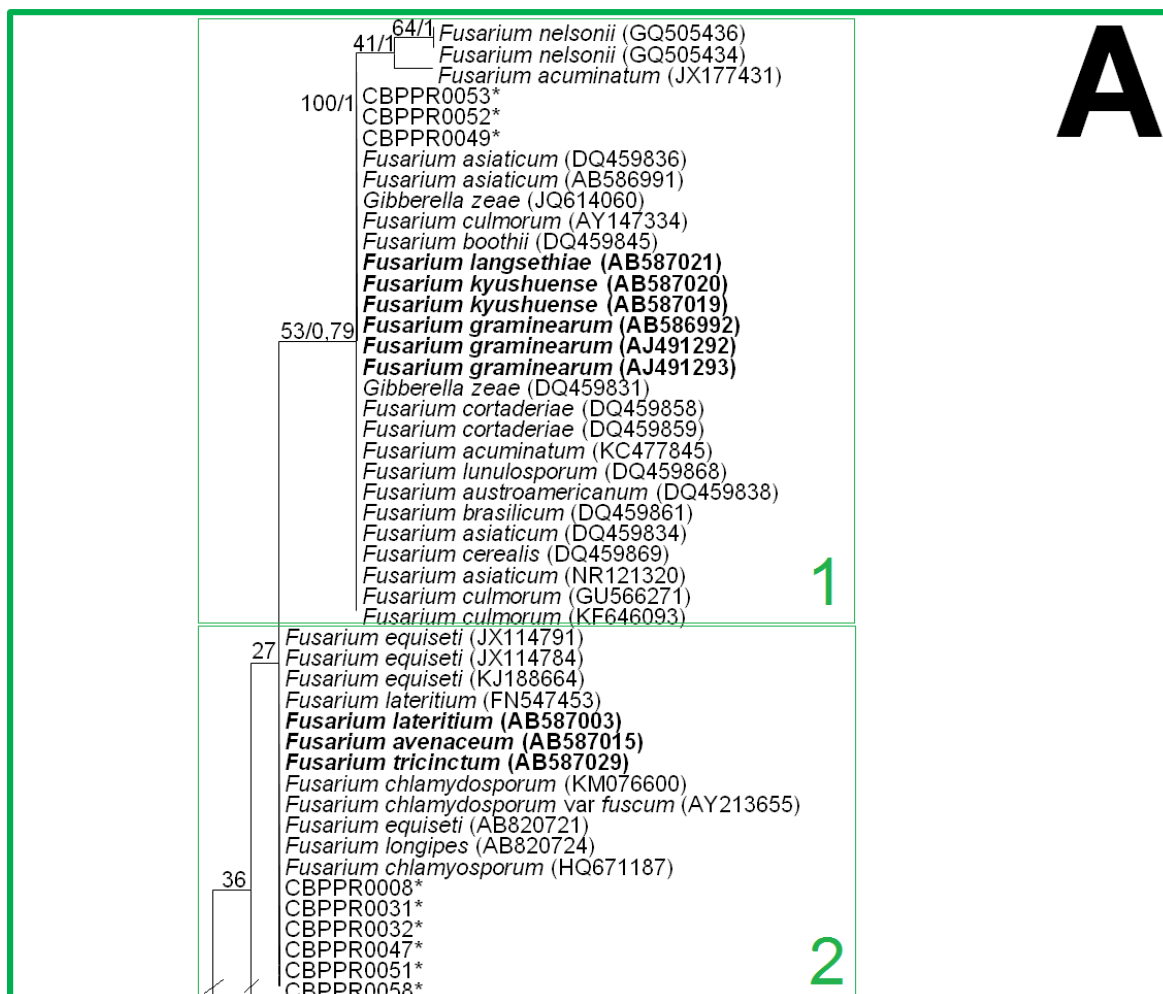 A
64/1
Fusarium nelsonii (GQ505436)
41/1
Fusarium nelsonii (GQ505434)
Fusarium acuminatum (JX177431)
100/1
CBPPR0053*
CBPPR0052*
CBPPR0049*
Fusarium asiaticum (DQ459836)
Fusarium asiaticum (AB586991)
Gibberella zeae (JQ614060)
Fusarium culmorum (AY147334)
Fusarium boothii (DQ459845)
Fusarium langsethiae (AB587021)
Fusarium kyushuense (AB587020)
Fusarium kyushuense (AB587019)
53/0,79
Fusarium graminearum (AB586992)
Fusarium graminearum (AJ491292)
Fusarium graminearum (AJ491293)
Gibberella zeae (DQ459831)
Fusarium cortaderiae (DQ459858)
Fusarium cortaderiae (DQ459859)
Fusarium acuminatum (KC477845)
Fusarium lunulosporum (DQ459868)
Fusarium austroamericanum (DQ459838)
Fusarium brasilicum (DQ459861)
Fusarium asiaticum (DQ459834)
Fusarium cerealis (DQ459869)
Fusarium asiaticum (NR121320)
Fusarium culmorum (GU566271)
Fusarium culmorum (KF646093)
1
Fusarium equiseti (JX114791)
27
Fusarium equiseti (JX114784)
Fusarium equiseti (KJ188664)
Fusarium lateritium (FN547453)
Fusarium lateritium (AB587003)
Fusarium avenaceum (AB587015)
Fusarium tricinctum (AB587029)
Fusarium chlamydosporum (KM076600)
Fusarium chlamydosporum var fuscum (AY213655)
Fusarium equiseti (AB820721)
Fusarium longipes (AB820724)
Fusarium chlamyosporum (HQ671187)
36
CBPPR0008*
CBPPR0031*
CBPPR0032*
CBPPR0047*
CBPPR0051*
CBPPR0058*
2